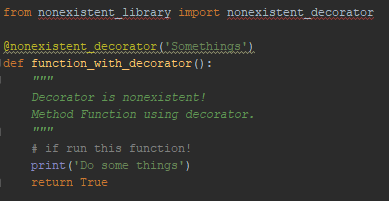 from nonexistent_library import nonexistent_decorator
@nonexistent_decorator('Somethings')
def function_with_decorator():
"""
Decorator is nonexistent!
Method Function using decorator.
"""
# if run this function!
print('Do some things')
return True